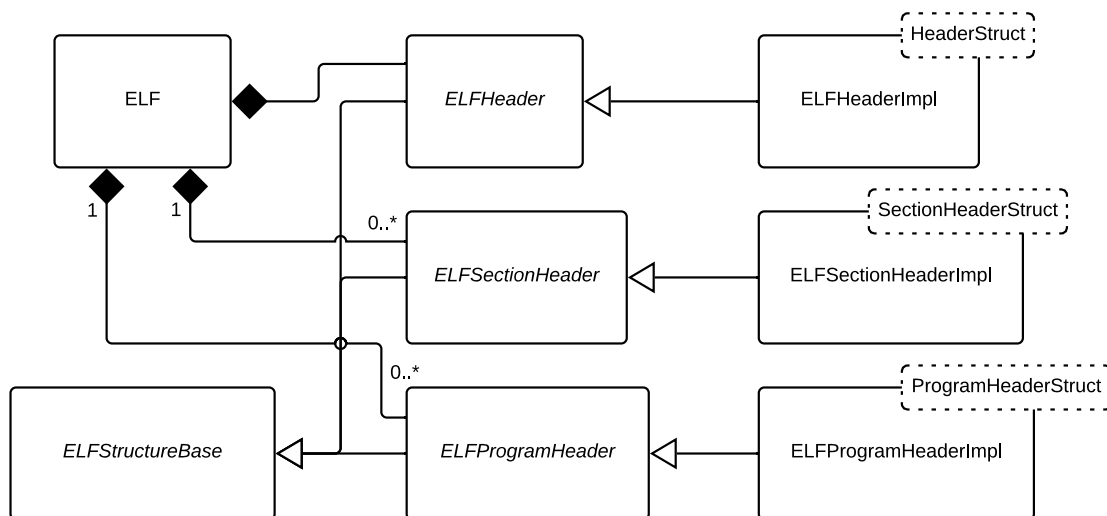 HeaderStruct
ELF
ELFHeader
ELFHeaderImpl
1
1
0..*
SectionHeaderStruct
ELFSectionHeader
ELFSectionHeaderImpl
0..*
ProgramHeaderStruct
ELFStructureBase
ELFProgramHeader
ELFProgramHeaderImpl